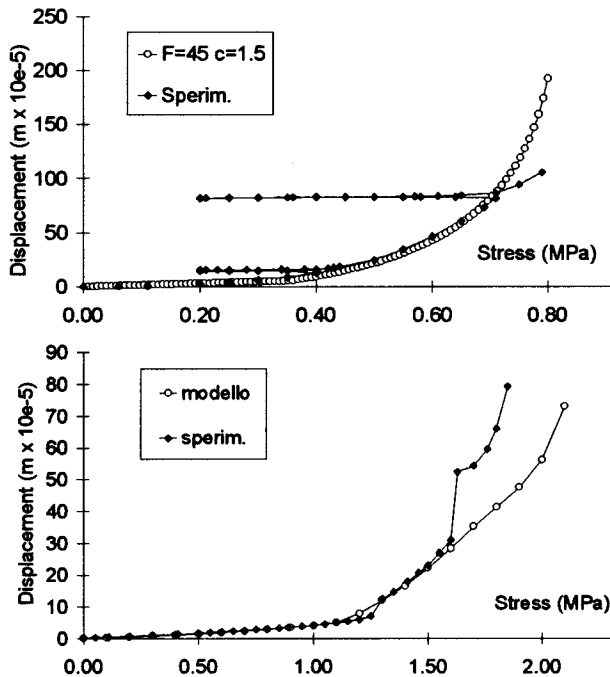 250
200
150
100
50
0
Displacement (m x 10e-5)
F=45 c=1.5
Sperim.
Stress (MPa)
0.00 0.20 0.40 0.60 0.80
90
80
70
60
50
40
30
20
10
0
Displacement (m x 10e-5)
modello
sperim.
Stress (MPa)
0.00 0.50 1.00 1.50 2.00